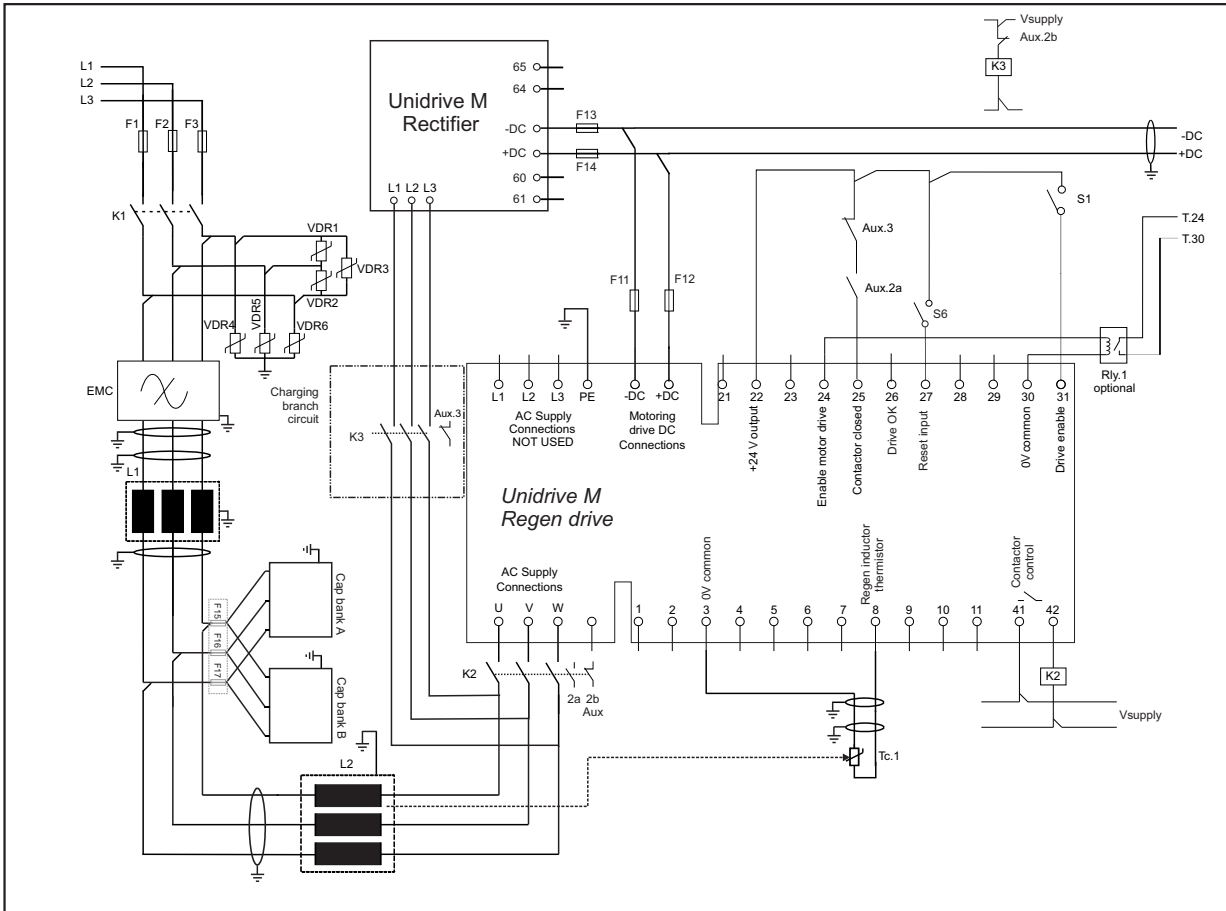 L1
L2
L3
F1
F2
F3
K1
VDR1
VDR3
VDR2
VDR4
VDR5
VDR6
EMC
L1
F15
F16
F17
Cap bank A
Cap bank B
L2
Unidrive M
Rectifier
65
64
-DC
+DC
60
61
L1
L2
L3
F13
F14
Vsupply
Aux.2b
K3
-DC
+DC
S1
T.24
T.30
Aux.3
Aux.2a
S6
F11
F12
Rly.1
optional
Charging
branch
circuit
K3
Aux.3
L1
L2
L3
PE
-DC
+DC
AC Supply
Connections
NOT USED
Motoring
drive DC
Connections
21
22
23
24
25
26
27
28
29
30
31
+24 V output
Enable motor drive
Contactor closed
Drive OK
Reset input
0V common
Drive enable
Unidrive M
Regen drive
AC Supply
Connections
U
V
W
0V common
Regen inductor
thermistor
Contactor
control
1
2
3
4
5
6
7
8
9
10
11
41
42
K2
2a
2b
Aux
K2
Vsupply
Tc.1